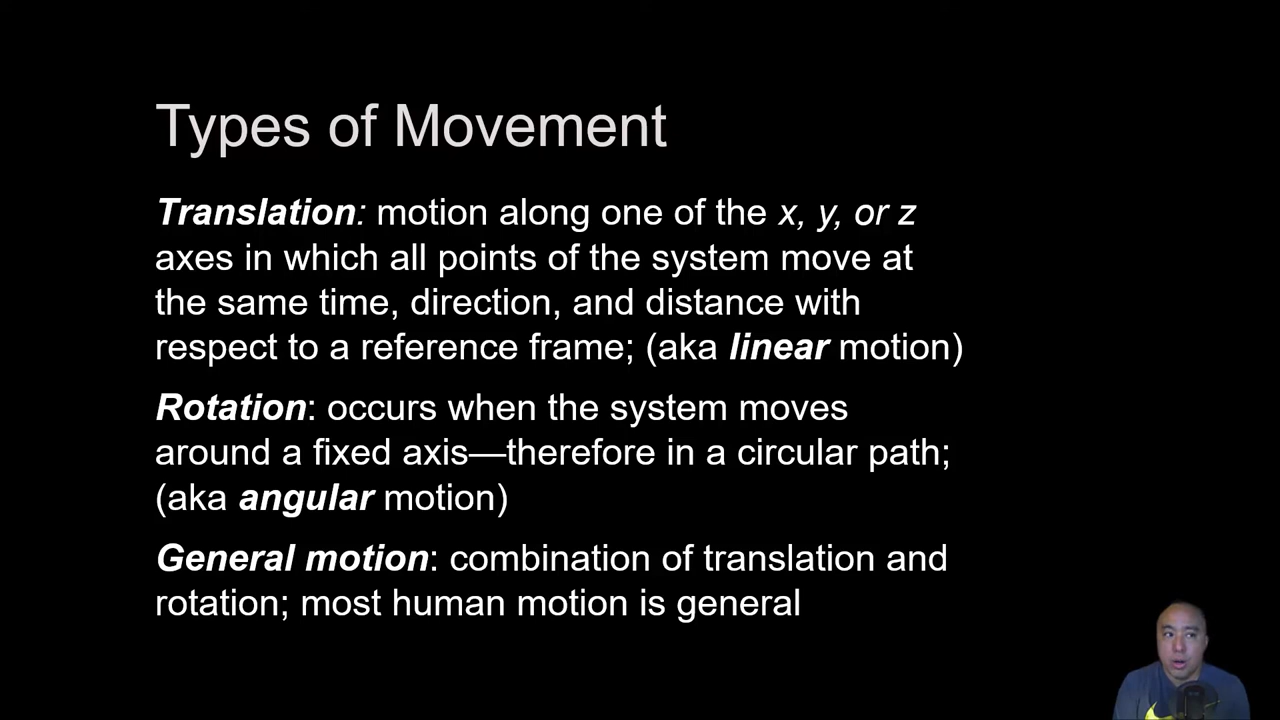 Types of Movement
Translation: motion along one of the x, y, or z
axes in which all points of the system move at
the same time, direction, and distance with
respect to a reference frame; (aka linear motion)
Rotation: occurs when the system moves
around a fixed axis—therefore in a circular path;
(aka angular motion)
General motion: combination of translation and
rotation; most human motion is general